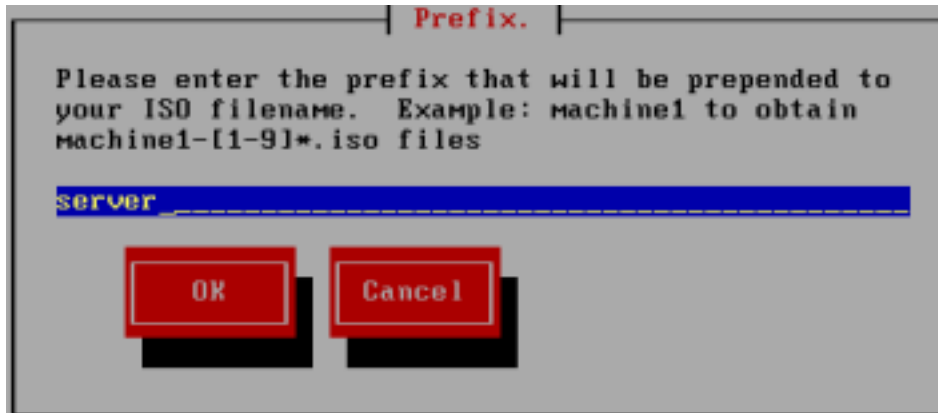 Prefix.
Please enter the prefix that will be prepended to
your ISO filename.  Example: machine1 to obtain
machine1-[1-9]*.iso files
server
OK
Cancel